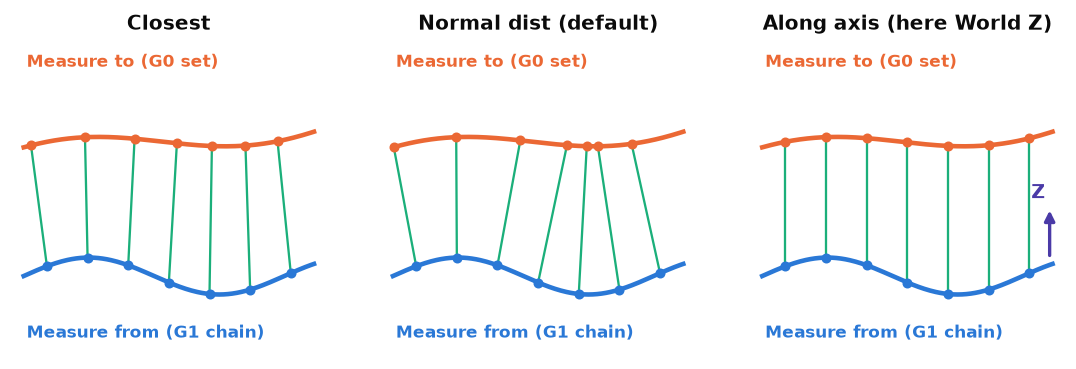 Closest
Measure to (G0 set)
Measure from (G1 chain)
Normal dist (default)
Measure to (G0 set)
Measure from (G1 chain)
Along axis (here World Z)
Measure to (G0 set)
Z
Measure from (G1 chain)